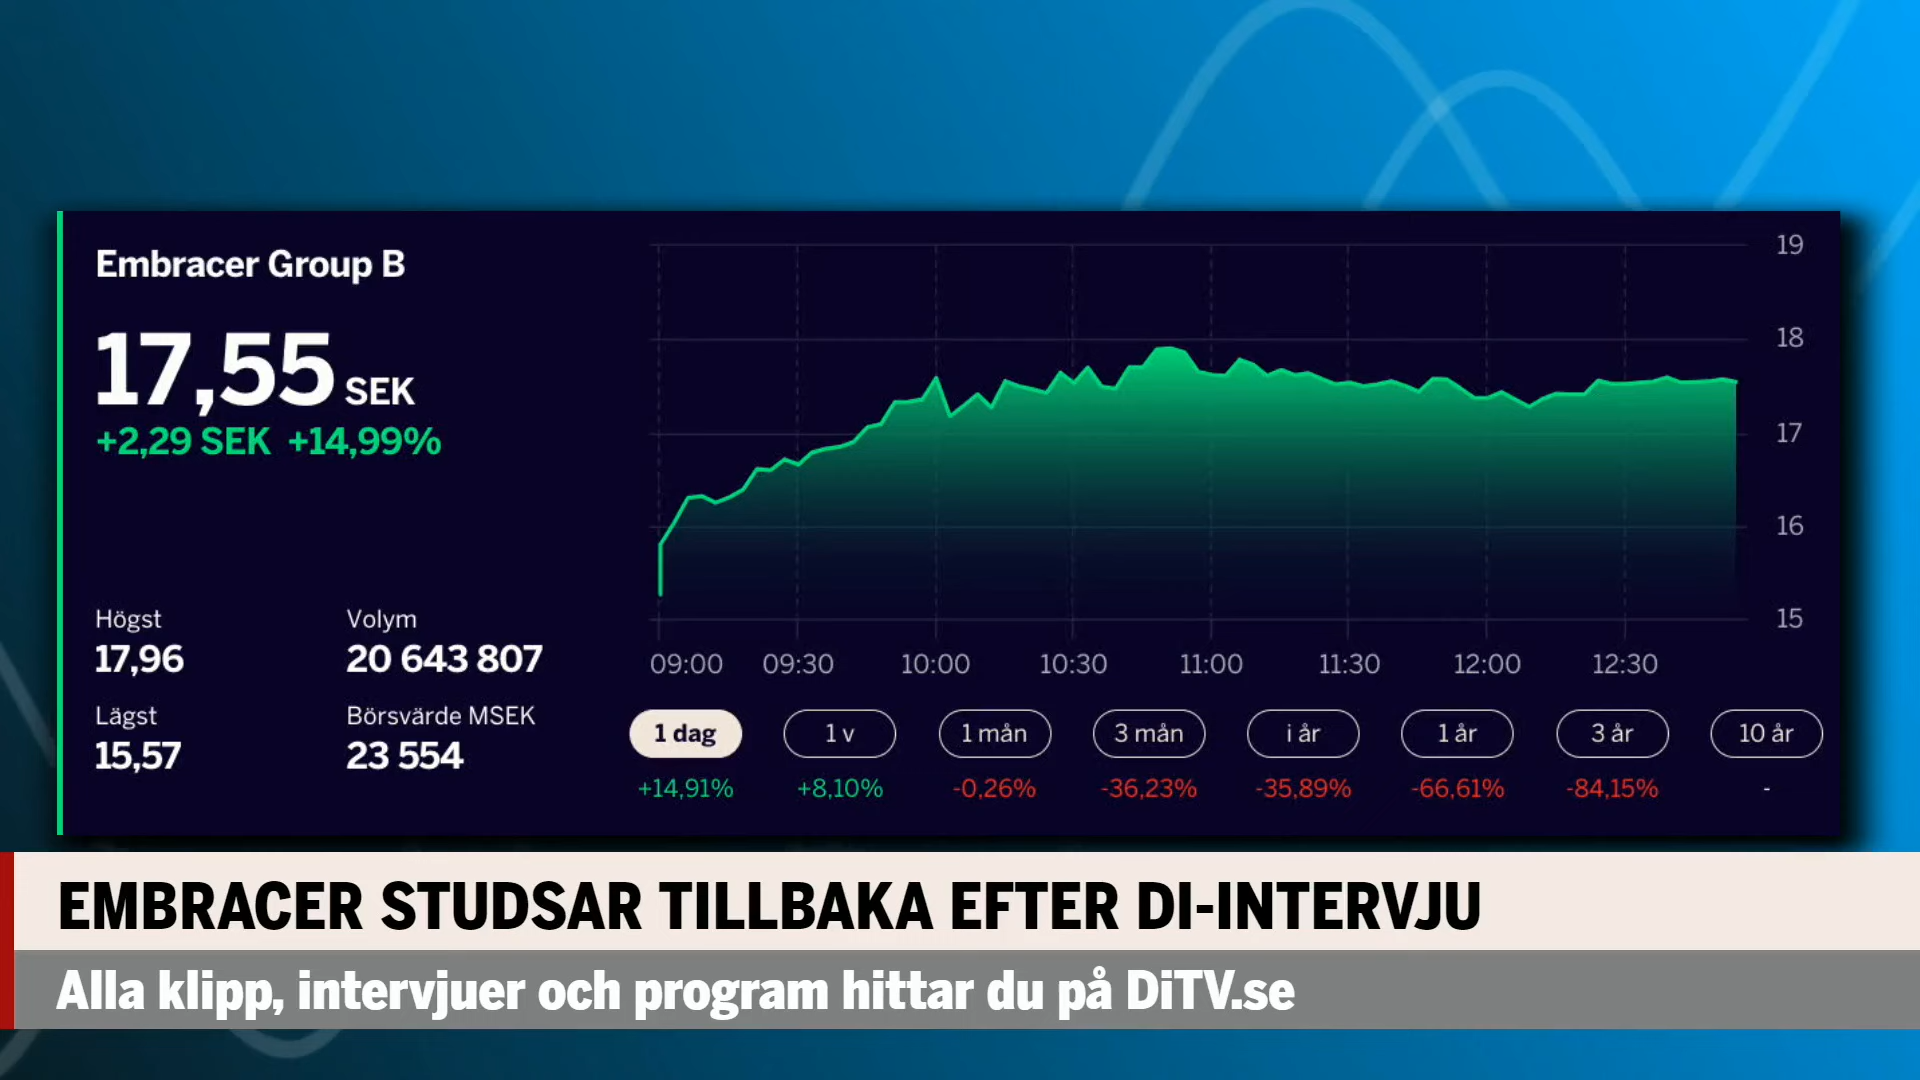 Embracer Group B
17,55 SEK
+2,29 SEK +14,99%
Högst
17,96
Volym
20 643 807
Lägst
15,57
Börsvärde MSEK
23 554
19
18
17
16
15
09:00 09:30 10:00 10:30 11:00 11:30 12:00 12:30
1 dag 1 v 1 mån 3 mån i år 1 år 3 år 10 år
+14,91% +8,10% -0,26% -36,23% -35,89% -66,61% -84,15% -
EMBRACER STUDSAR TILLBAKA EFTER DI-INTERVJU
Alla klipp, intervjuer och program hittar du på DiTV.se